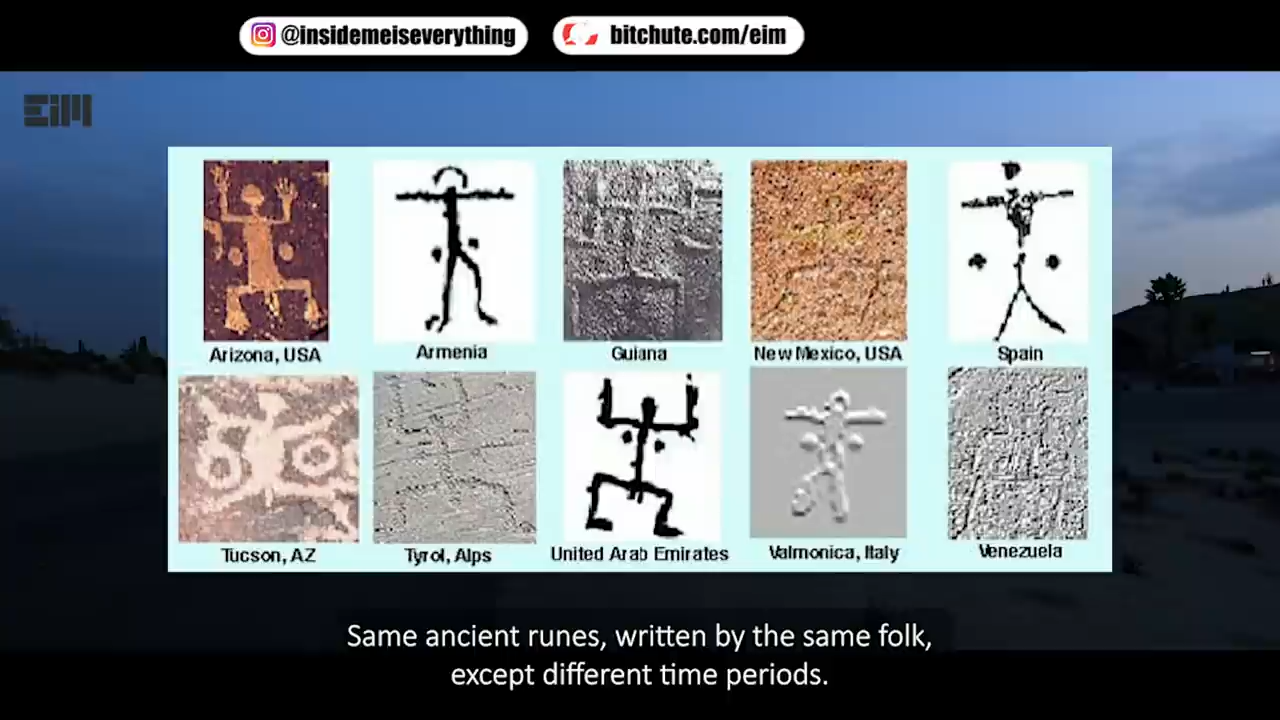 @insidemeiseverything
bitchute.com/eim
EiM
Arizona, USA
Armenia
Guiana
New Mexico, USA
Spain
Tucson, AZ
Tyrol, Alps
United Arab Emirates
Valmonica, Italy
Venezuela
Same ancient runes, written by the same folk,
except different time periods.